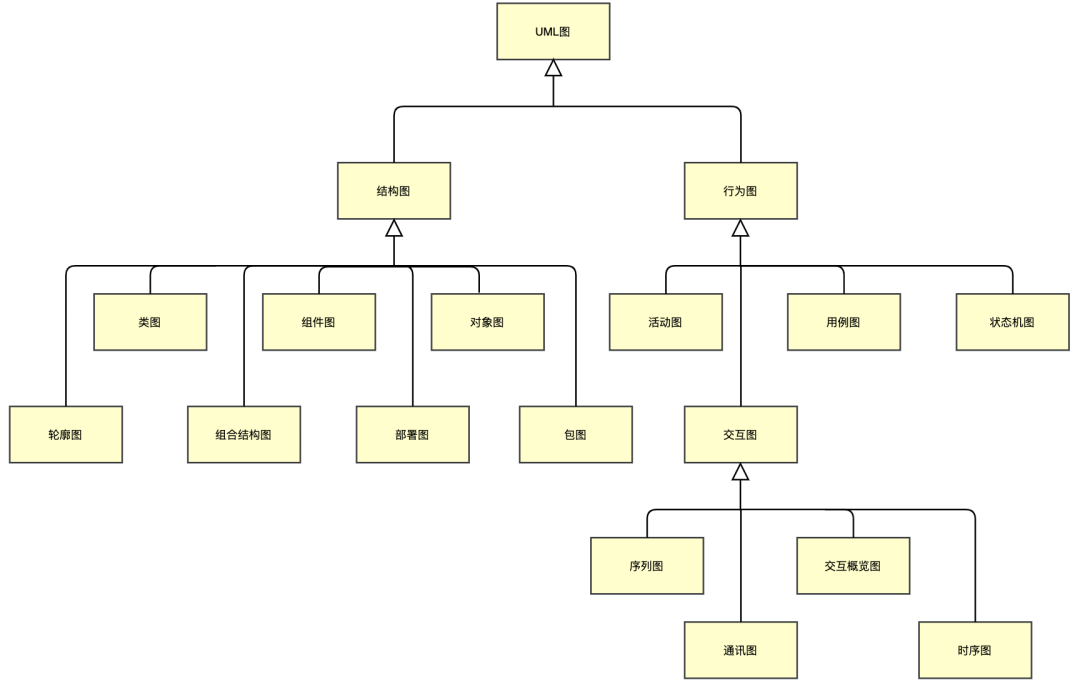 UML图
结构图
行为图
类图
组件图
对象图
活动图
用例图
状态机图
轮廓图
组合结构图
部署图
包图
交互图
序列图
交互概览图
通讯图
时序图